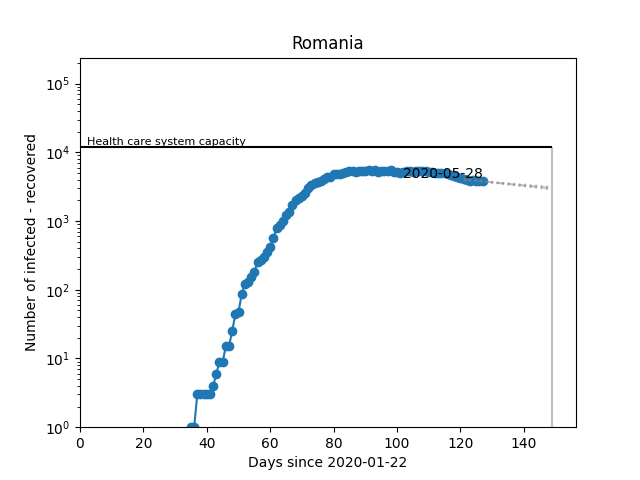 Romania
Number of infected - recovered
10^5
10^4
10^3
10^2
10^1
10^0
Health care system capacity
2020-05-28
0 20 40 60 80 100 120 140
Days since 2020-01-22